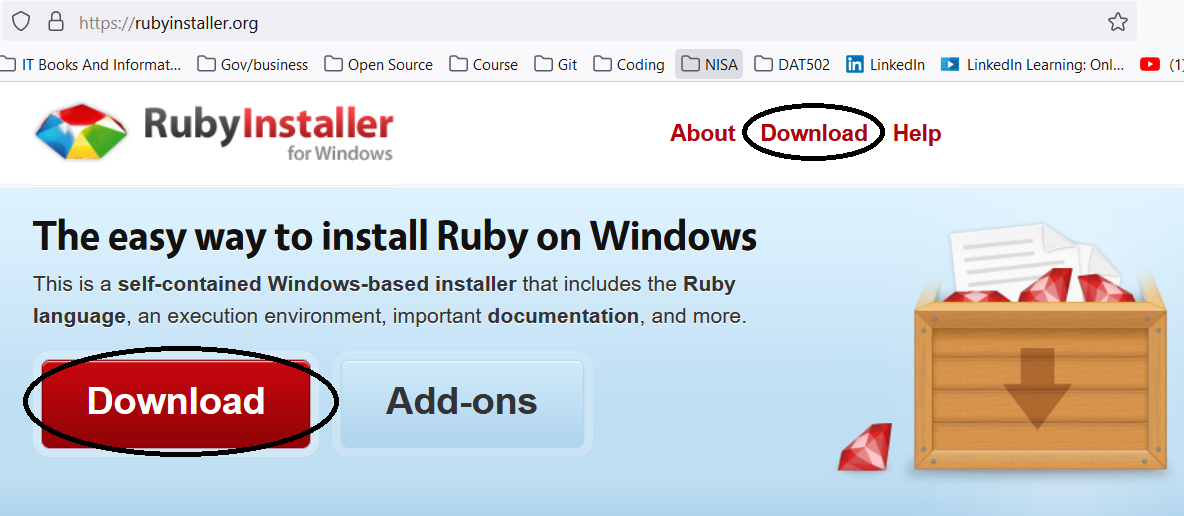 https://rubyinstaller.org
IT Books And Informat... Gov/business Open Source Course Git Coding NISA DAT502 LinkedIn LinkedIn Learning: Onl... (1)
RubyInstaller
for Windows
About Download Help
The easy way to install Ruby on Windows
This is a self-contained Windows-based installer that includes the Ruby
language, an execution environment, important documentation, and more.
Download Add-ons